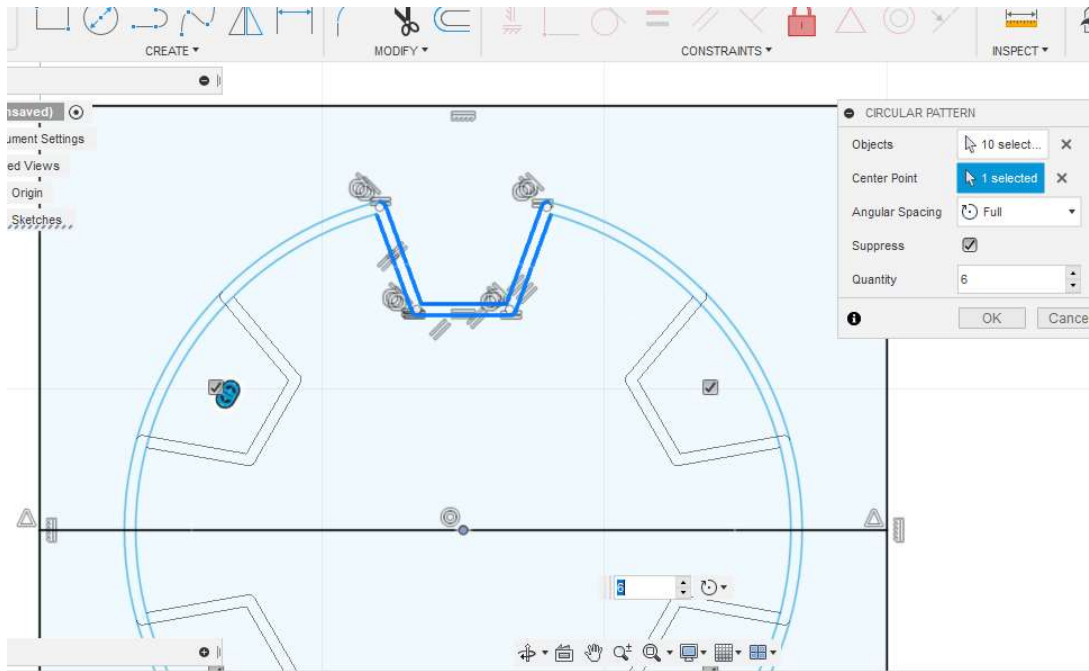 CREATE ▾
MODIFY ▾
CONSTRAINTS ▾
INSPECT ▾
nsaved)
ument Settings
ed Views
Origin
Sketches
CIRCULAR PATTERN
Objects
10 select...
Center Point
1 selected
Angular Spacing
Full
Suppress
Quantity
6
OK
Cance
6